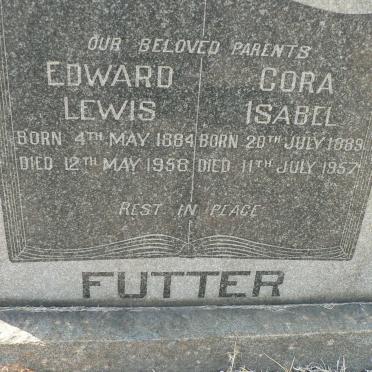 OUR BELOVED PARENTS
EDWARD LEWIS
BORN 4TH MAY 1884
DIED 12TH MAY 1958
CORA ISABEL
BORN 20TH JULY 1889
DIED 11TH JULY 1957
REST IN PEACE
FUTTER